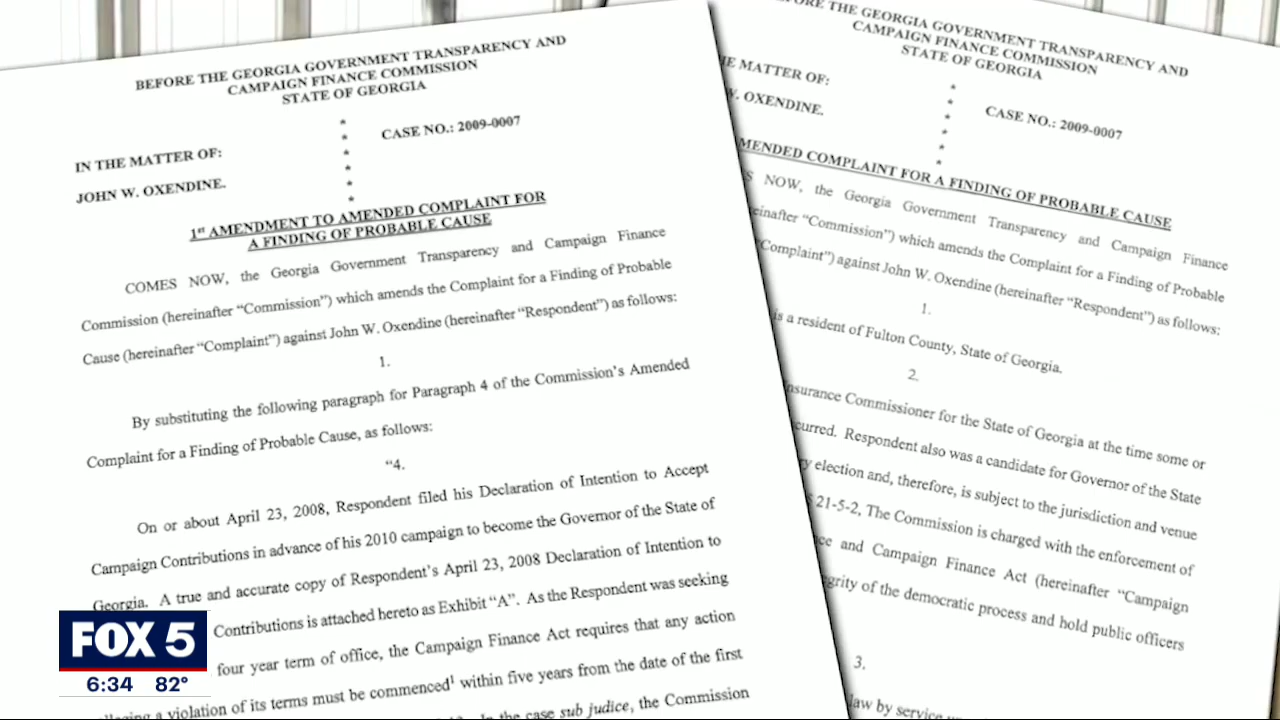 BEFORE THE GEORGIA GOVERNMENT TRANSPARENCY AND
CAMPAIGN FINANCE COMMISSION
STATE OF GEORGIA
*
*
*
*
*
*
CASE NO.: 2009-0007
IN THE MATTER OF:
JOHN W. OXENDINE.
1st AMENDMENT TO AMENDED COMPLAINT FOR
A FINDING OF PROBABLE CAUSE
COMES NOW, the Georgia Government Transparency and Campaign Finance
Commission (hereinafter “Commission”) which amends the Complaint for a Finding of Probable
Cause (hereinafter “Complaint”) against John W. Oxendine (hereinafter “Respondent”) as follows:
1.
By substituting the following paragraph for Paragraph 4 of the Commission’s Amended
Complaint for a Finding of Probable Cause, as follows:
“4.
On or about April 23, 2008, Respondent filed his Declaration of Intention to Accept
Campaign Contributions in advance of his 2010 campaign to become the Governor of the State of
Georgia. A true and accurate copy of Respondent’s April 23, 2008 Declaration of Intention to
Contributions is attached hereto as Exhibit “A”. As the Respondent was seeking
four year term of office, the Campaign Finance Act requires that any action
a violation of its terms must be commenced1 within five years from the date of the first
In the case sub judice, the Commission
THE GEORGIA GOVERNMENT TRANSPARENCY AND
CAMPAIGN FINANCE COMMISSION
STATE OF GEORGIA
*
*
*
*
*
*
CASE NO.: 2009-0007
MATTER OF:
W. OXENDINE.
COMPLAINT FOR A FINDING OF PROBABLE CAUSE
NOW, the Georgia Government Transparency and Campaign Finance
“Commission”) which amends the Complaint for a Finding of Probable
“Complaint”) against John W. Oxendine (hereinafter “Respondent”) as follows:
1.
is a resident of Fulton County, State of Georgia.
2.
Insurance Commissioner for the State of Georgia at the time some or
Respondent also was a candidate for Governor of the State
election and, therefore, is subject to the jurisdiction and venue
21-5-2, The Commission is charged with the enforcement of
and Campaign Finance Act (hereinafter “Campaign
of the democratic process and hold public officers
3.
law by service
FOX 5
6:34 82°